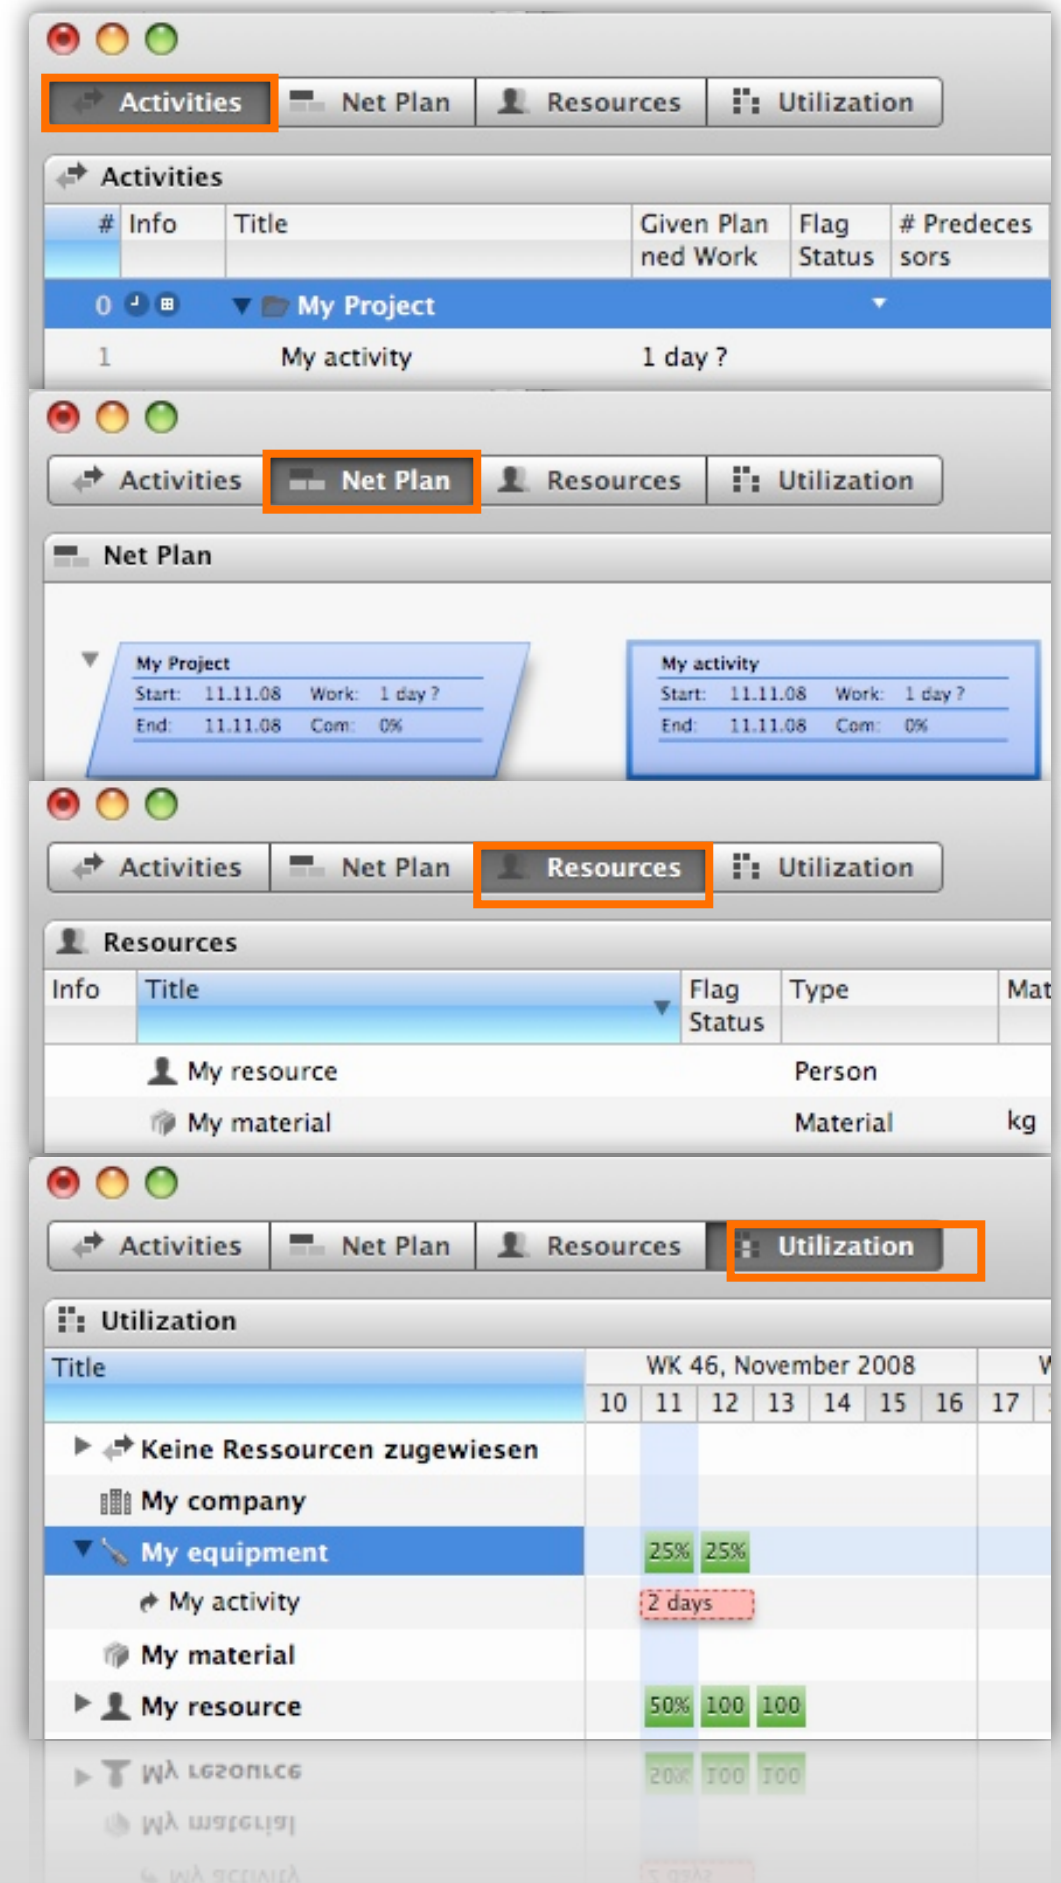 Activities Net Plan Resources Utilization
Activities
# Info Title Given Plan Flag # Predeces
ned Work Status sors
0 My Project
1 My activity 1 day ?
Activities Net Plan Resources Utilization
Net Plan
My Project My activity
Start: 11.11.08 Work: 1 day ? Start: 11.11.08 Work: 1 day ?
End: 11.11.08 Com: 0% End: 11.11.08 Com: 0%
Activities Net Plan Resources Utilization
Resources
Info Title Flag Type Mat
Status
My resource Person
My material Material kg
Activities Net Plan Resources Utilization
Utilization
Title WK 46, November 2008
10 11 12 13 14 15 16 17
Keine Ressourcen zugewiesen
My company
My equipment 25% 25%
My activity 2 days
My material
My resource 50% 100 100